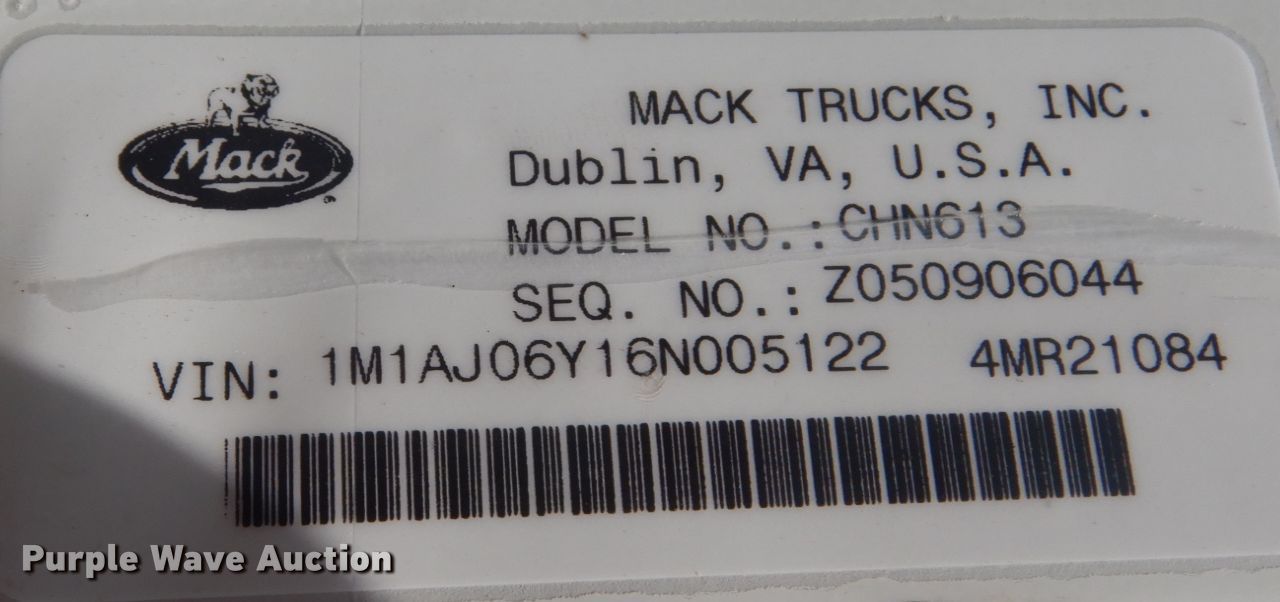 Mack
MACK TRUCKS, INC.
Dublin, VA, U.S.A.
MODEL NO.: CHN613
SEQ. NO.: Z050906044
VIN: 1M1AJ06Y16N005122 4MR21084
Purple Wave Auction